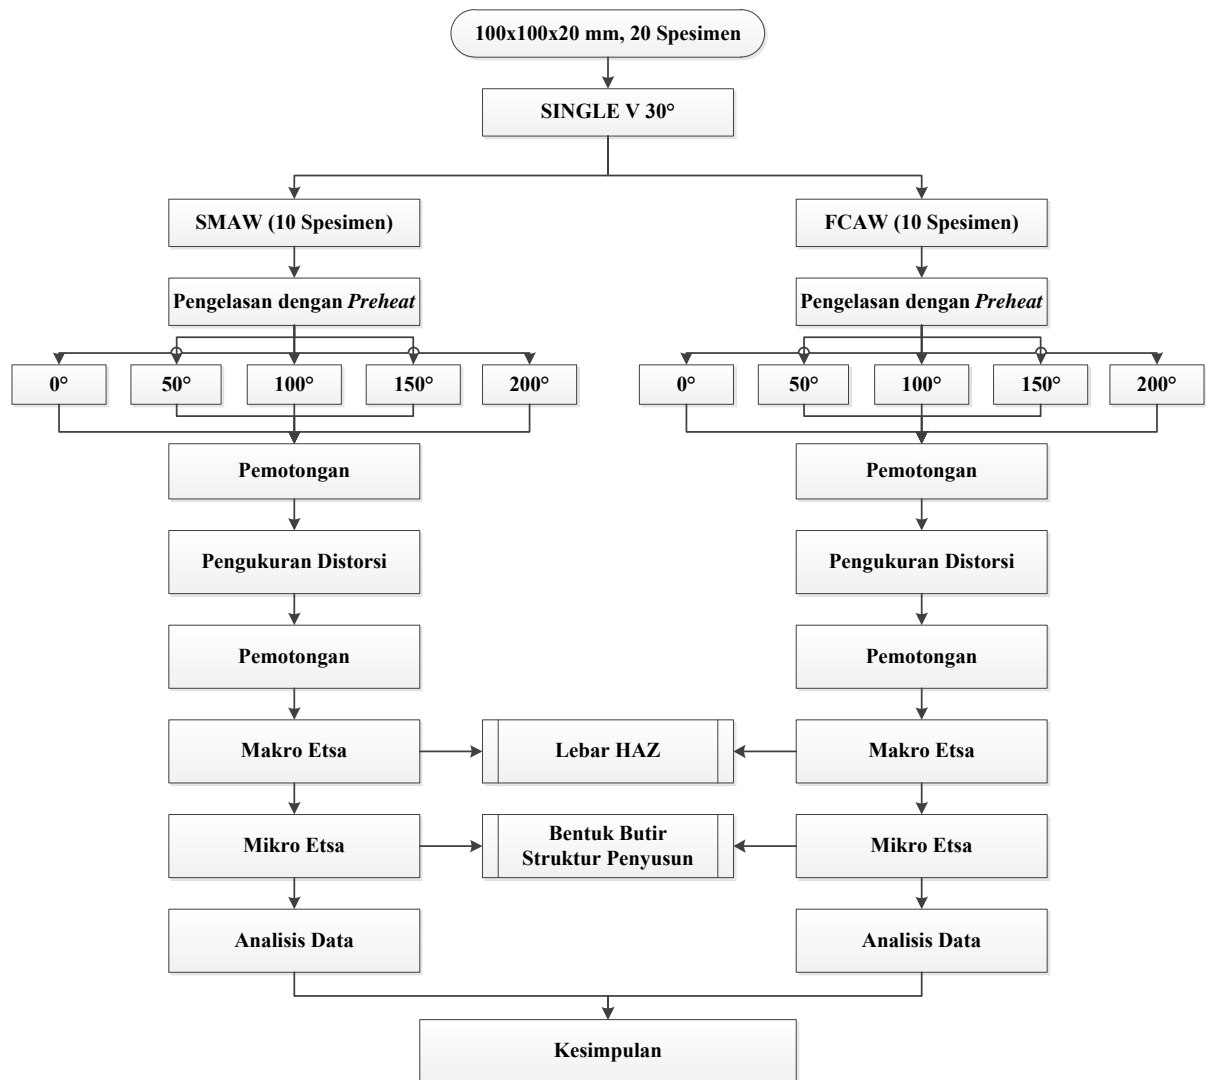 100x100x20 mm, 20 Spesimen
SINGLE V 30°
SMAW (10 Spesimen)
FCAW (10 Spesimen)
Pengelasan dengan Preheat
Pengelasan dengan Preheat
0°
50°
100°
150°
200°
0°
50°
100°
150°
200°
Pemotongan
Pemotongan
Pengukuran Distorsi
Pengukuran Distorsi
Pemotongan
Pemotongan
Makro Etsa
Lebar HAZ
Makro Etsa
Mikro Etsa
Bentuk Butir
Struktur Penyusun
Mikro Etsa
Analisis Data
Analisis Data
Kesimpulan